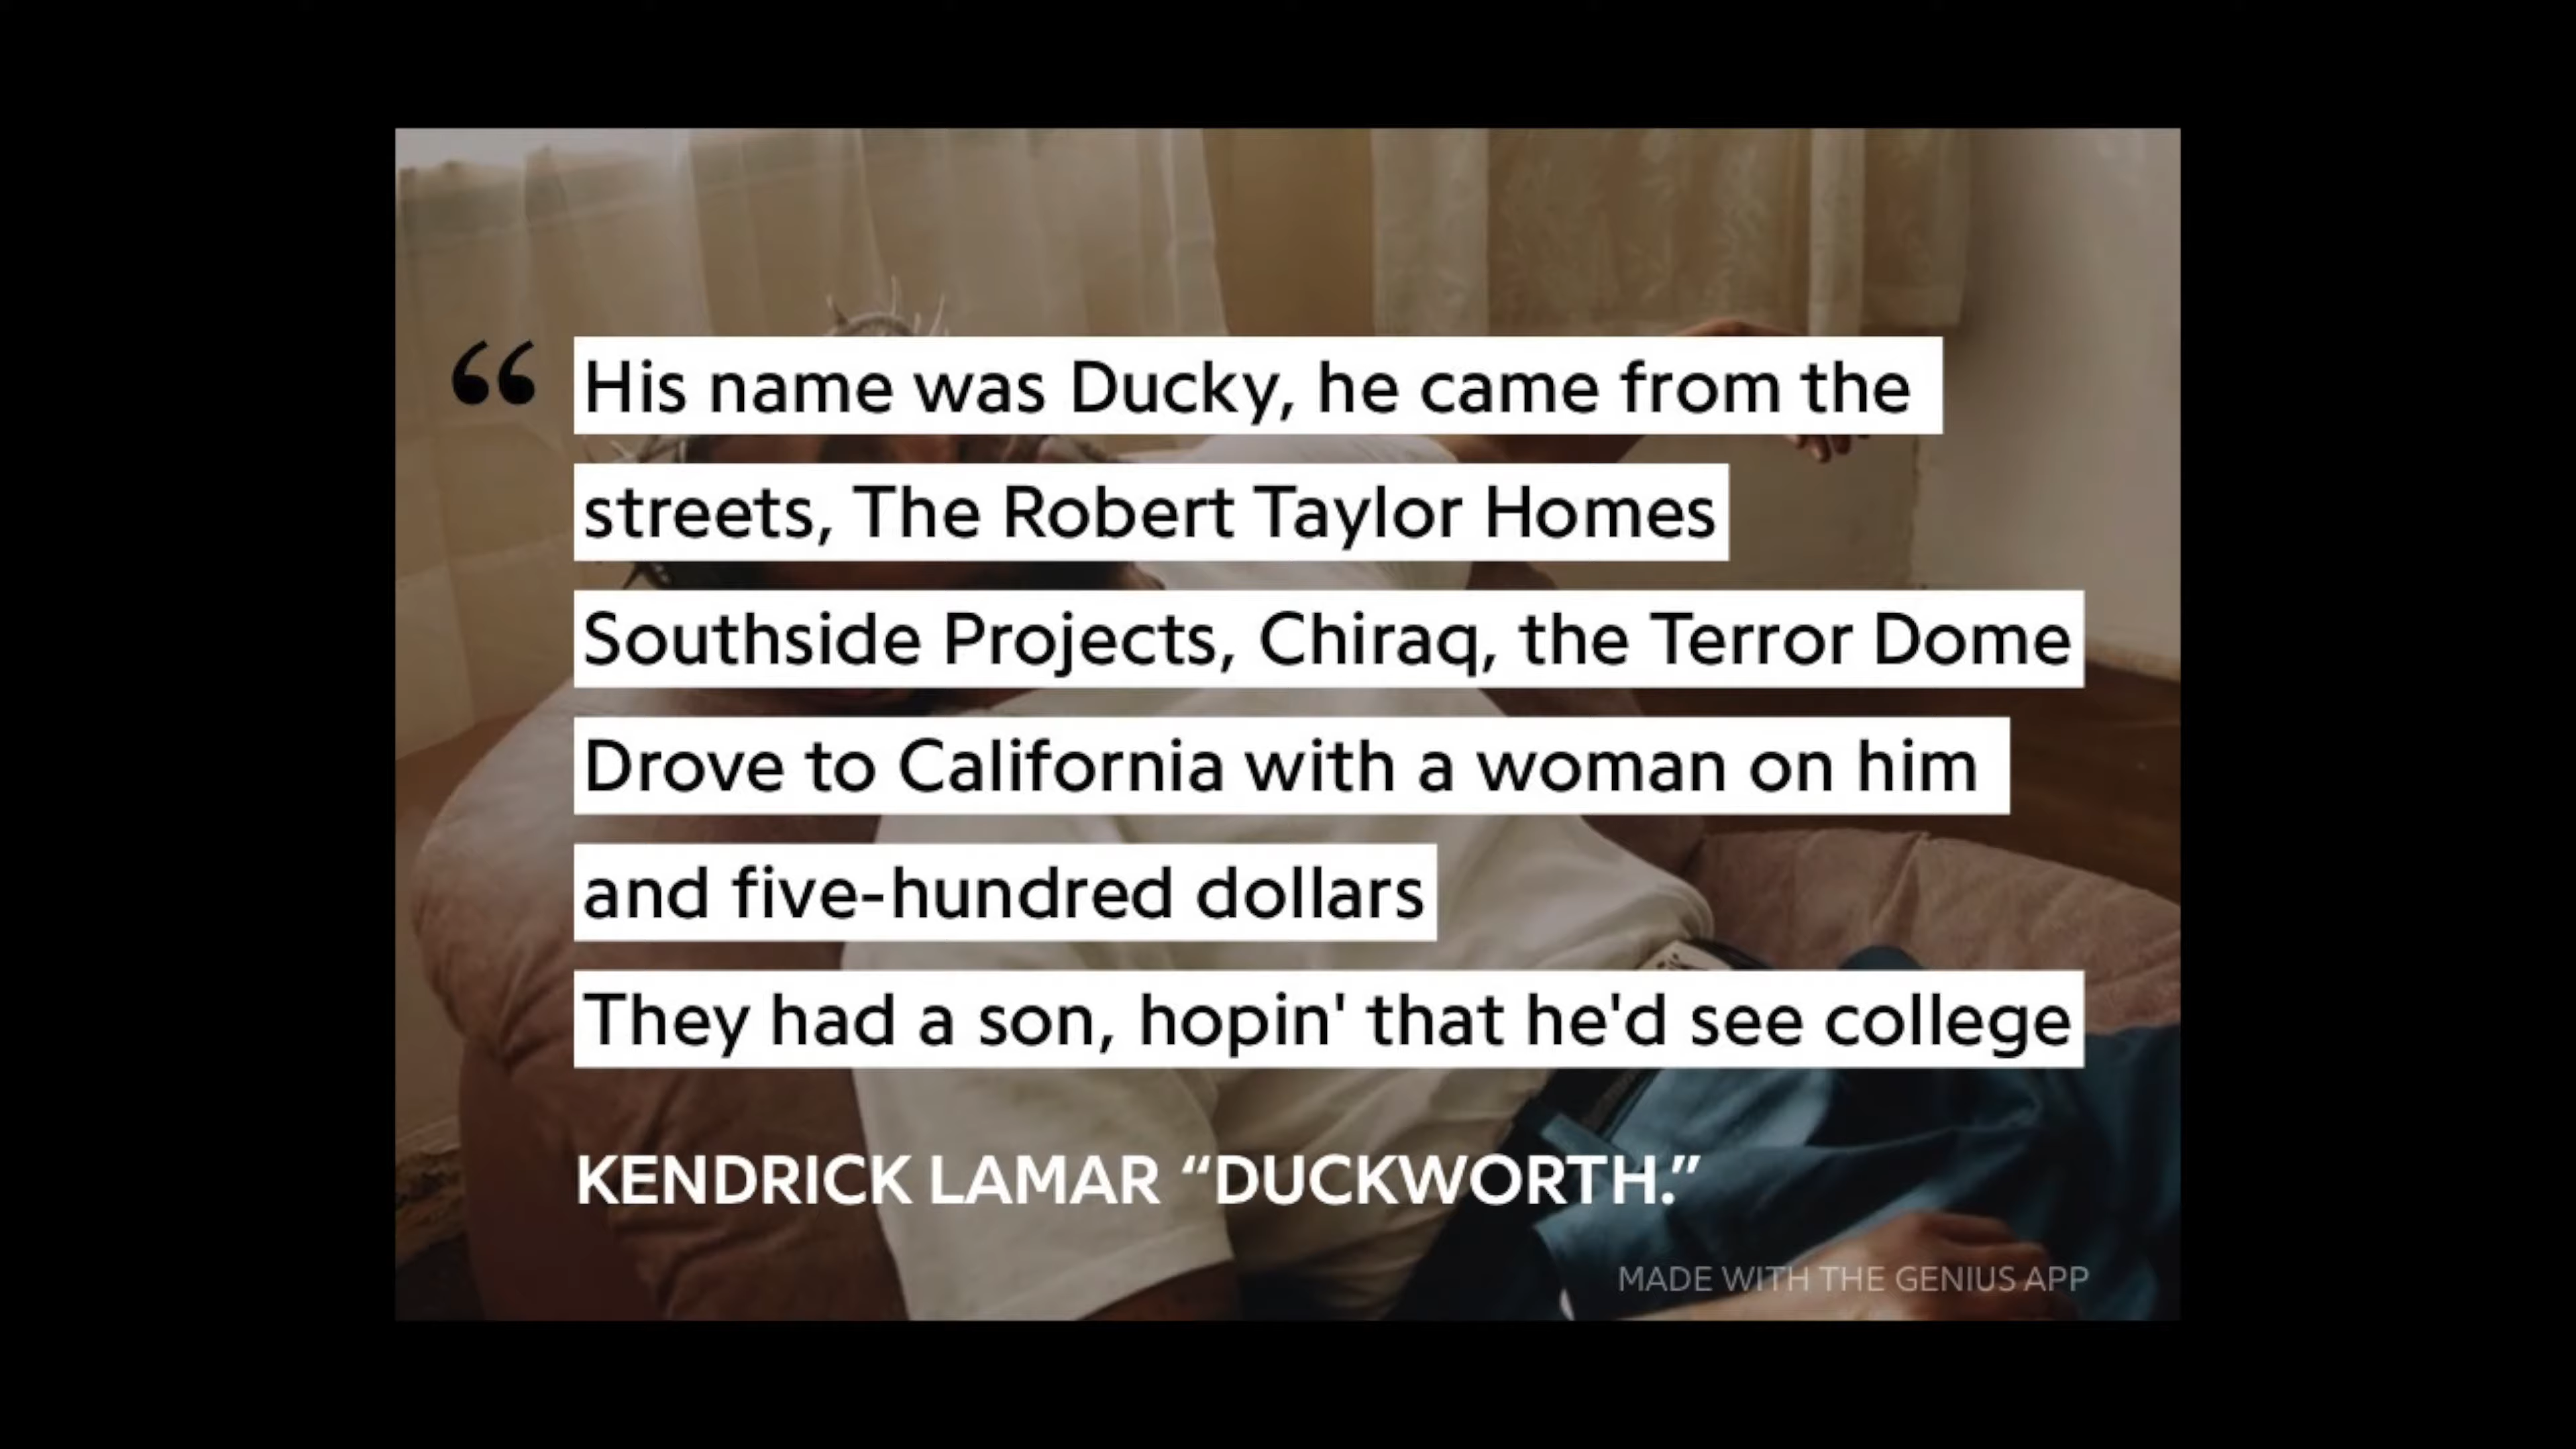 “
His name was Ducky, he came from the
streets, The Robert Taylor Homes
Southside Projects, Chiraq, the Terror Dome
Drove to California with a woman on him
and five-hundred dollars
They had a son, hopin' that he'd see college
KENDRICK LAMAR “DUCKWORTH.”
MADE WITH THE GENIUS APP